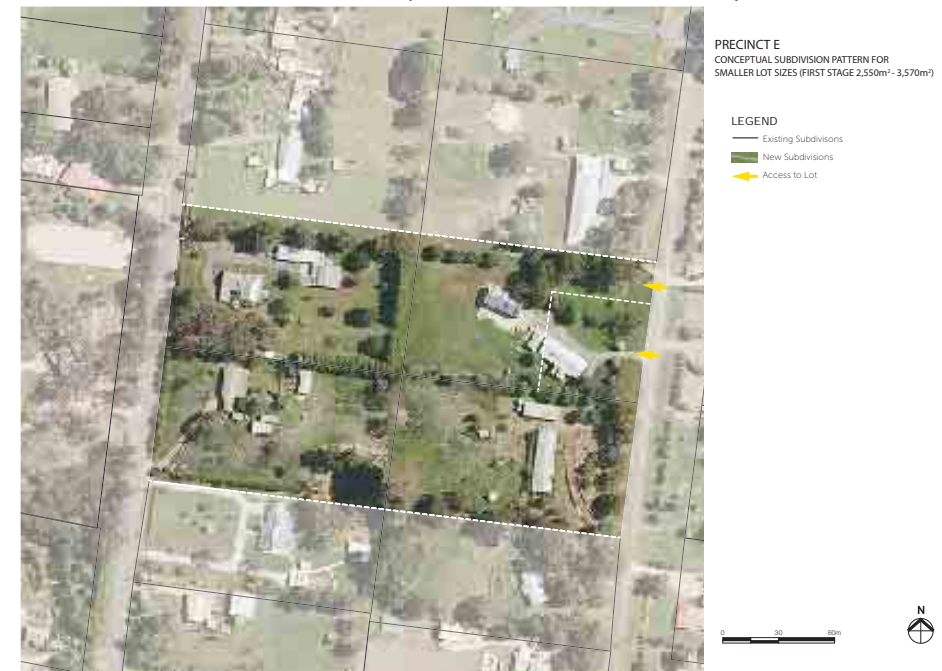 PRECINCT E
CONCEPTUAL SUBDIVISION PATTERN FOR
SMALLER LOT SIZES (FIRST STAGE 2,550m² - 3,570m²)
LEGEND
Existing Subdivisons
New Subdivisions
Access to Lot
N
0 30 60m